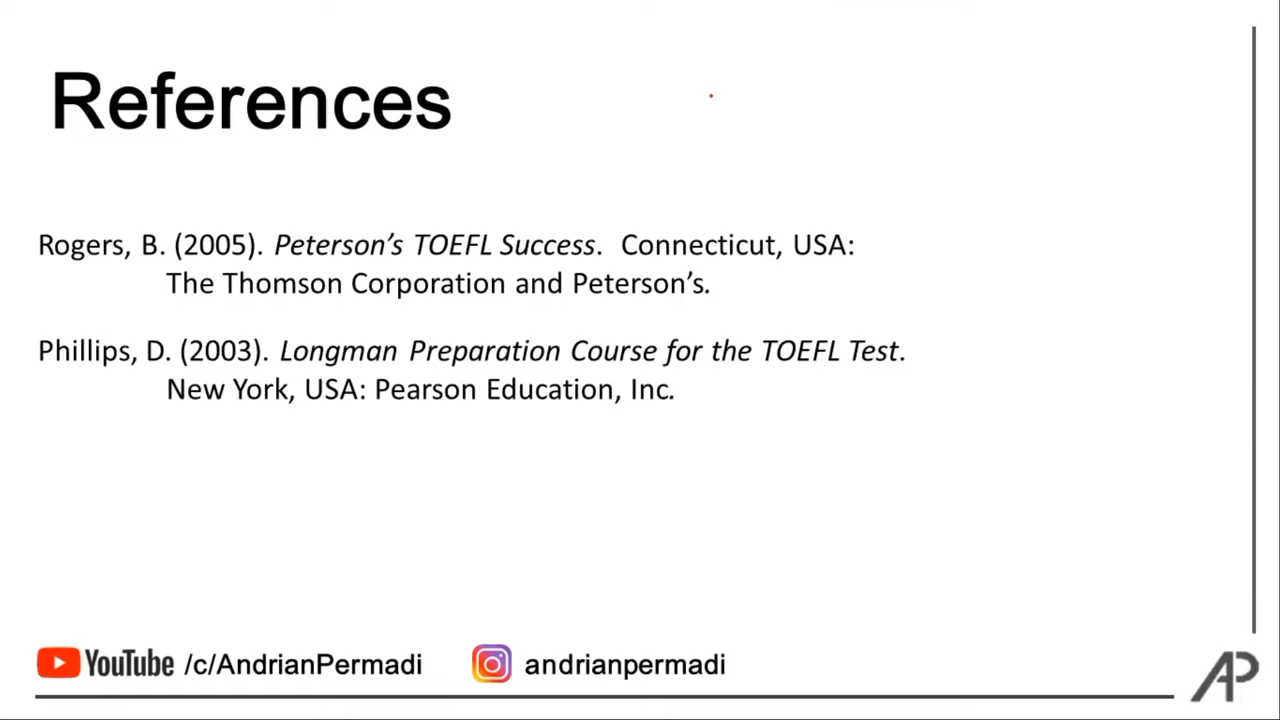 References
Rogers, B. (2005). Peterson’s TOEFL Success. Connecticut, USA:
The Thomson Corporation and Peterson’s.
Phillips, D. (2003). Longman Preparation Course for the TOEFL Test.
New York, USA: Pearson Education, Inc.
YouTube /c/AndrianPermadi andrianpermadi
AP